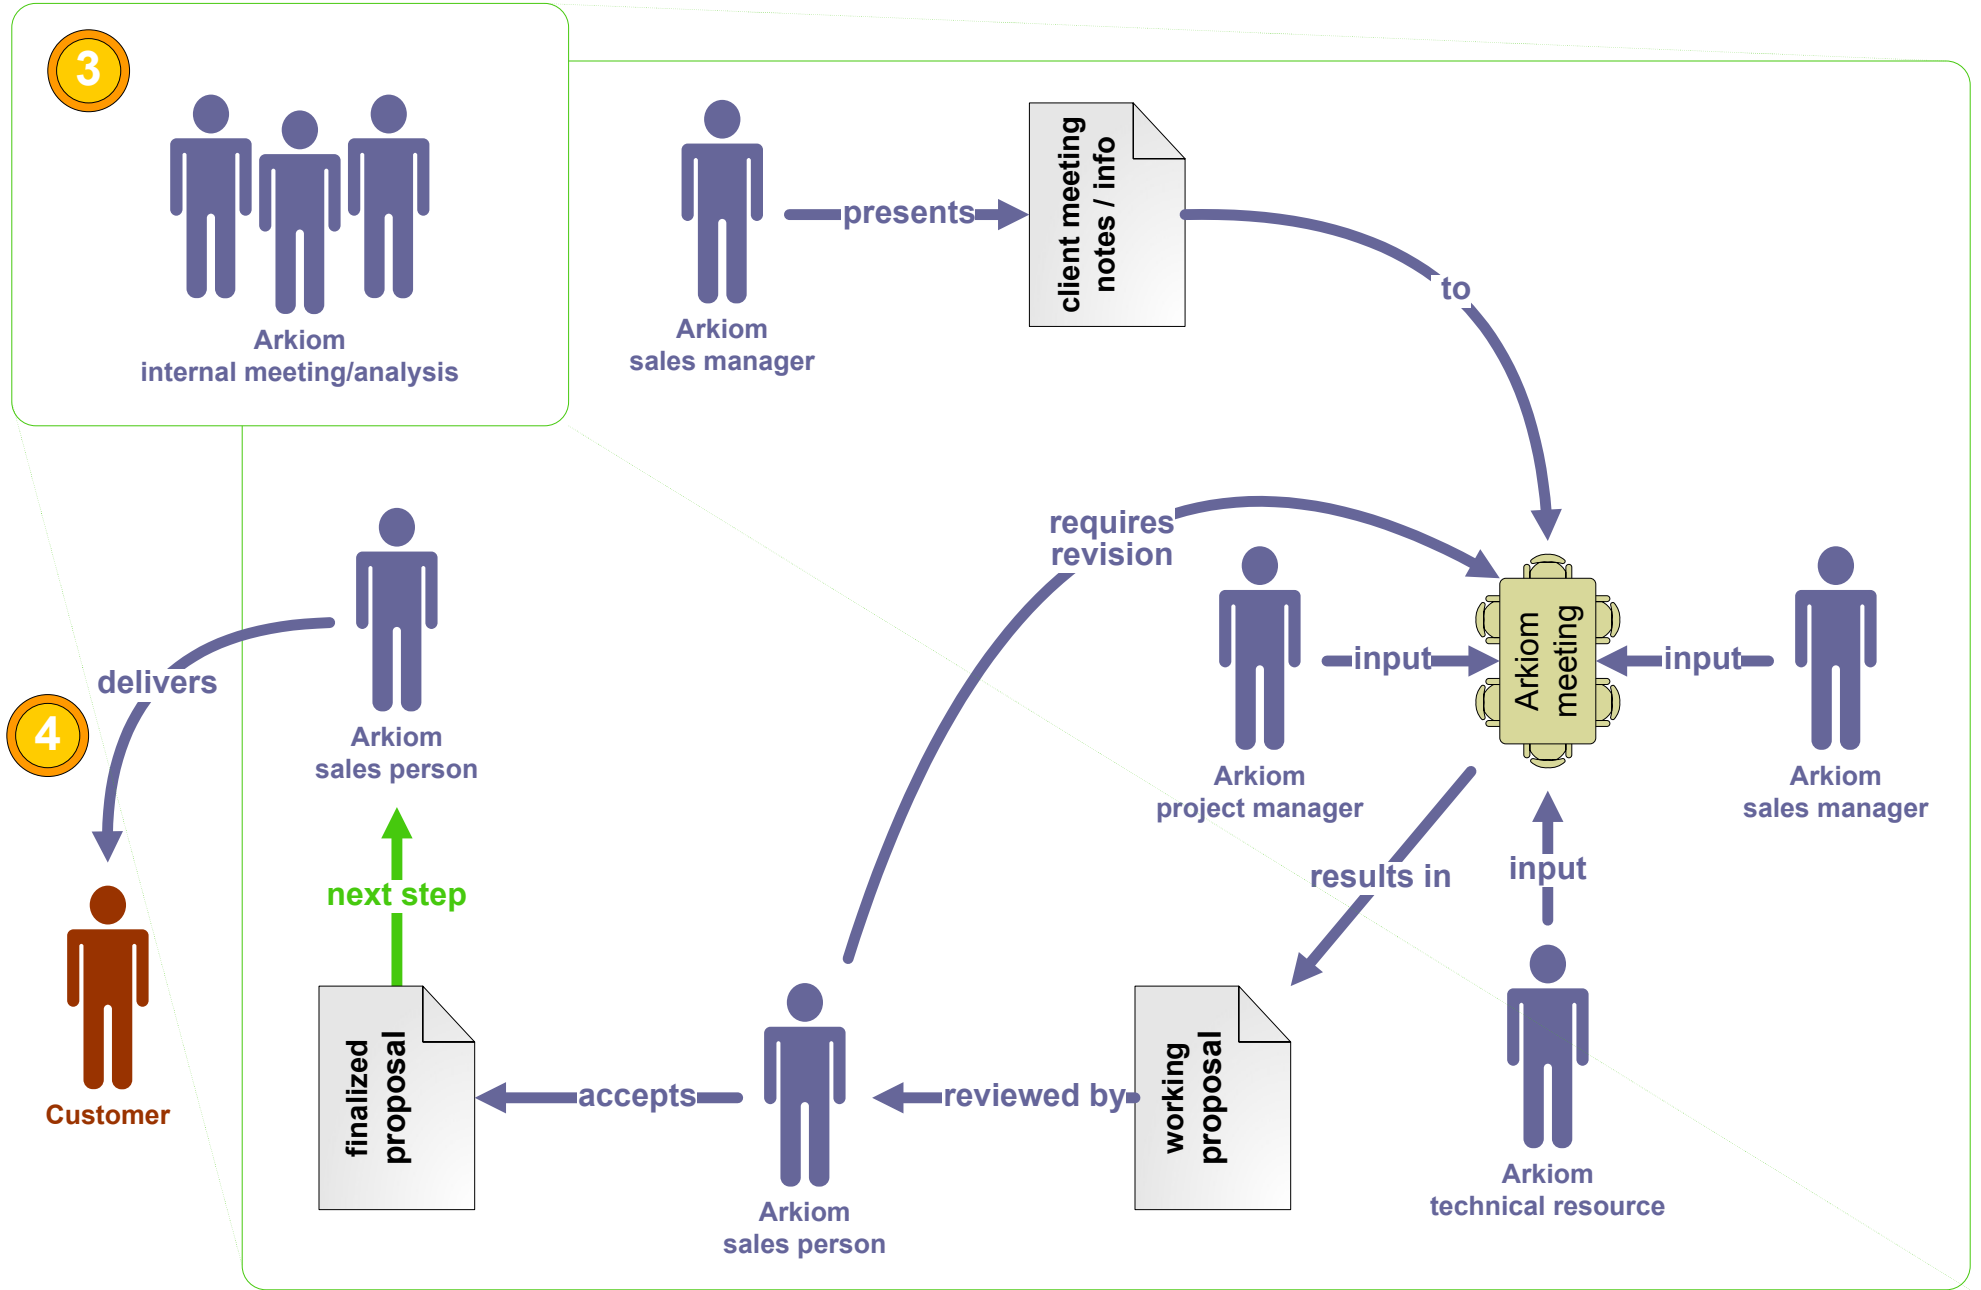 3
Arkiom
internal meeting/analysis
Arkiom
sales manager
presents
client meeting
notes / info
to
requires
revision
Arkiom
project manager
input
Arkiom
meeting
input
Arkiom
sales manager
input
Arkiom
technical resource
results in
working
proposal
reviewed by
Arkiom
sales person
accepts
finalized
proposal
next step
Arkiom
sales person
delivers
4
Customer